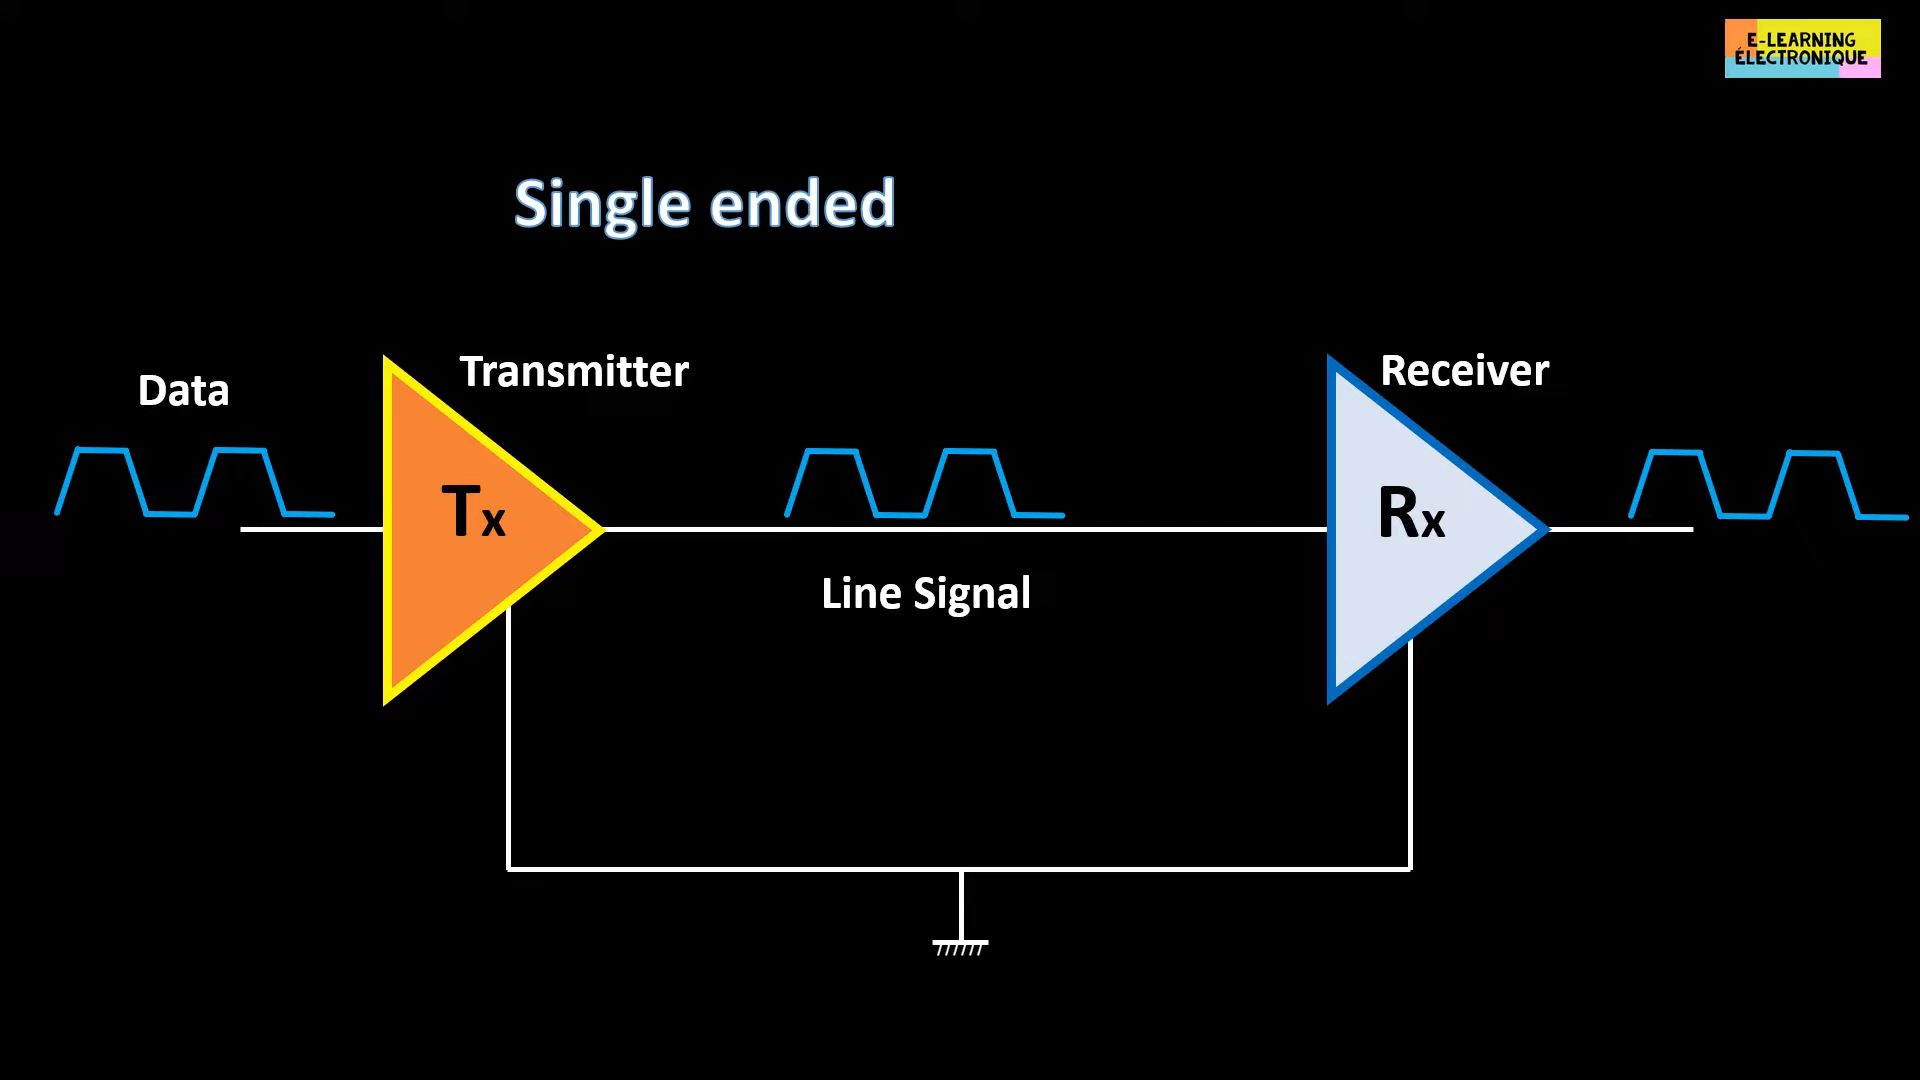 E-LEARNING
ÉLECTRONIQUE
Single ended
Data
Transmitter
Receiver
Tx
Rx
Line Signal